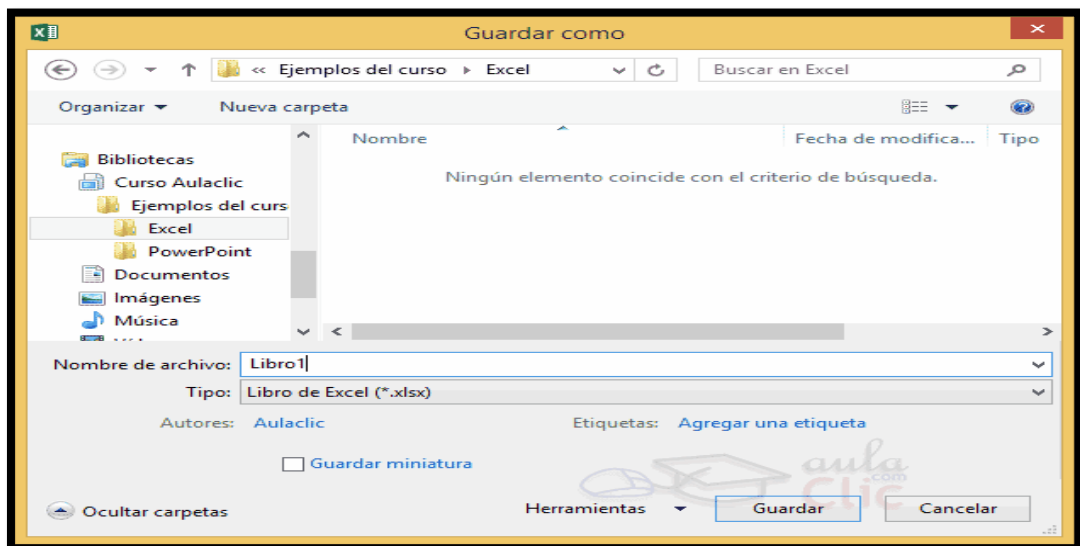 Guardar como
« Ejemplos del curso Excel Buscar en Excel
Organizar Nueva carpeta
Nombre Fecha de modifica... Tipo
Bibliotecas
Ningún elemento coincide con el criterio de búsqueda.
Curso Aulaclic
Ejemplos del curs
Excel
PowerPoint
Documentos
Imágenes
Música
Nombre de archivo: Libro1
Tipo: Libro de Excel (*.xlsx)
Autores: Aulaclic Etiquetas: Agregar una etiqueta
Guardar miniatura
aula
.com
Clic
Ocultar carpetas Herramientas Guardar Cancelar